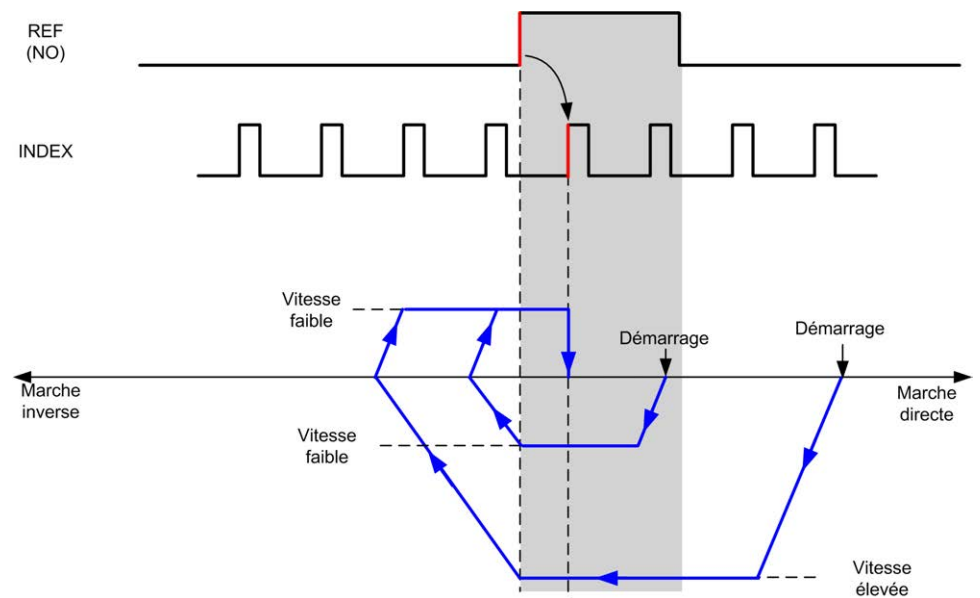 REF
(NO)
INDEX
Vitesse
faible
Démarrage
Démarrage
Marche
inverse
Marche
directe
Vitesse
faible
Vitesse
élevée